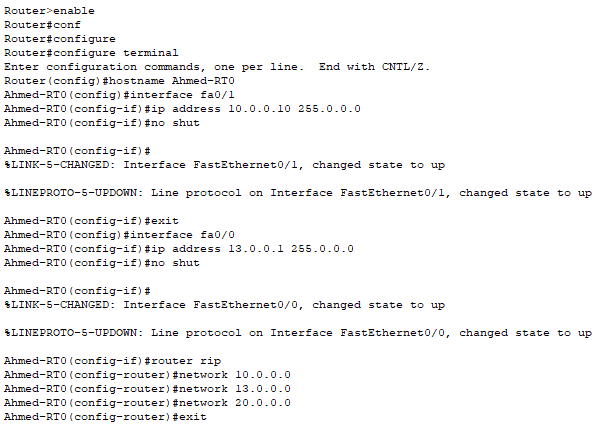 Router>enable
Router#conf
Router#configure
Router#configure terminal
Enter configuration commands, one per line.  End with CNTL/Z.
Router(config)#hostname Ahmed-RT0
Ahmed-RT0(config)#interface fa0/1
Ahmed-RT0(config-if)#ip address 10.0.0.10 255.0.0.0
Ahmed-RT0(config-if)#no shut
Ahmed-RT0(config-if)#
%LINK-5-CHANGED: Interface FastEthernet0/1, changed state to up
%LINEPROTO-5-UPDOWN: Line protocol on Interface FastEthernet0/1, changed state to up
Ahmed-RT0(config-if)#exit
Ahmed-RT0(config)#interface fa0/0
Ahmed-RT0(config-if)#ip address 13.0.0.1 255.0.0.0
Ahmed-RT0(config-if)#no shut
Ahmed-RT0(config-if)#
%LINK-5-CHANGED: Interface FastEthernet0/0, changed state to up
%LINEPROTO-5-UPDOWN: Line protocol on Interface FastEthernet0/0, changed state to up
Ahmed-RT0(config-if)#router rip
Ahmed-RT0(config-router)#network 10.0.0.0
Ahmed-RT0(config-router)#network 13.0.0.0
Ahmed-RT0(config-router)#network 20.0.0.0
Ahmed-RT0(config-router)#exit